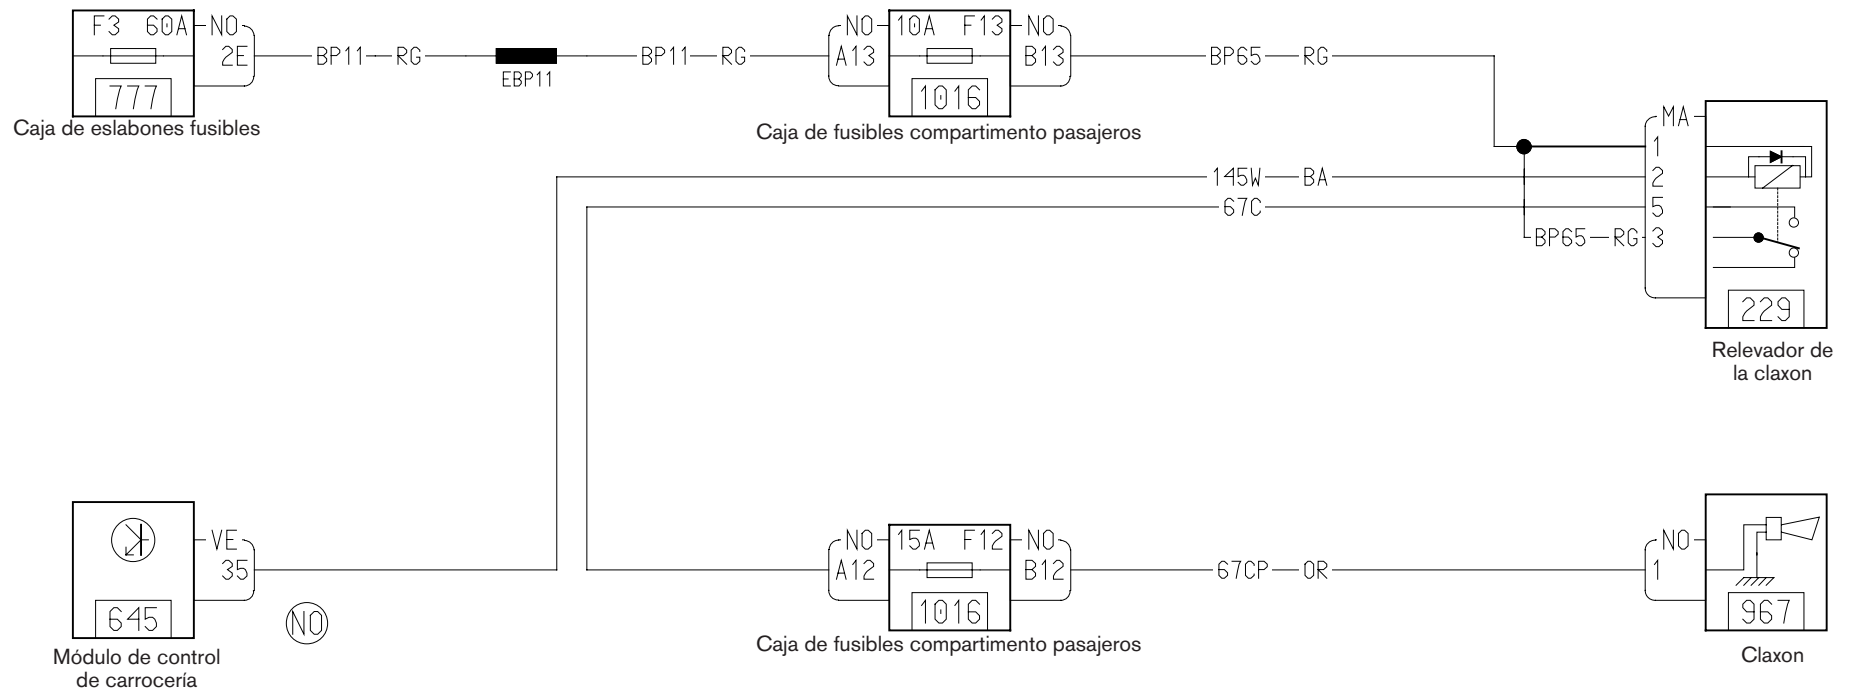 F3 60A NO
2E BP11 RG EBP11 BP11 RG
777
Caja de eslabones fusibles
NO 10A F13 NO
A13 B13 BP65 RG
1016
Caja de fusibles compartimento pasajeros
MA
1
145W BA 2
67C 5
BP65 RG 3
229
Relevador de
la claxon
VE
35
645
NO
Módulo de control
de carrocería
NO 15A F12 NO
A12 B12 67CP OR
1016
Caja de fusibles compartimento pasajeros
NO
1
967
Claxon